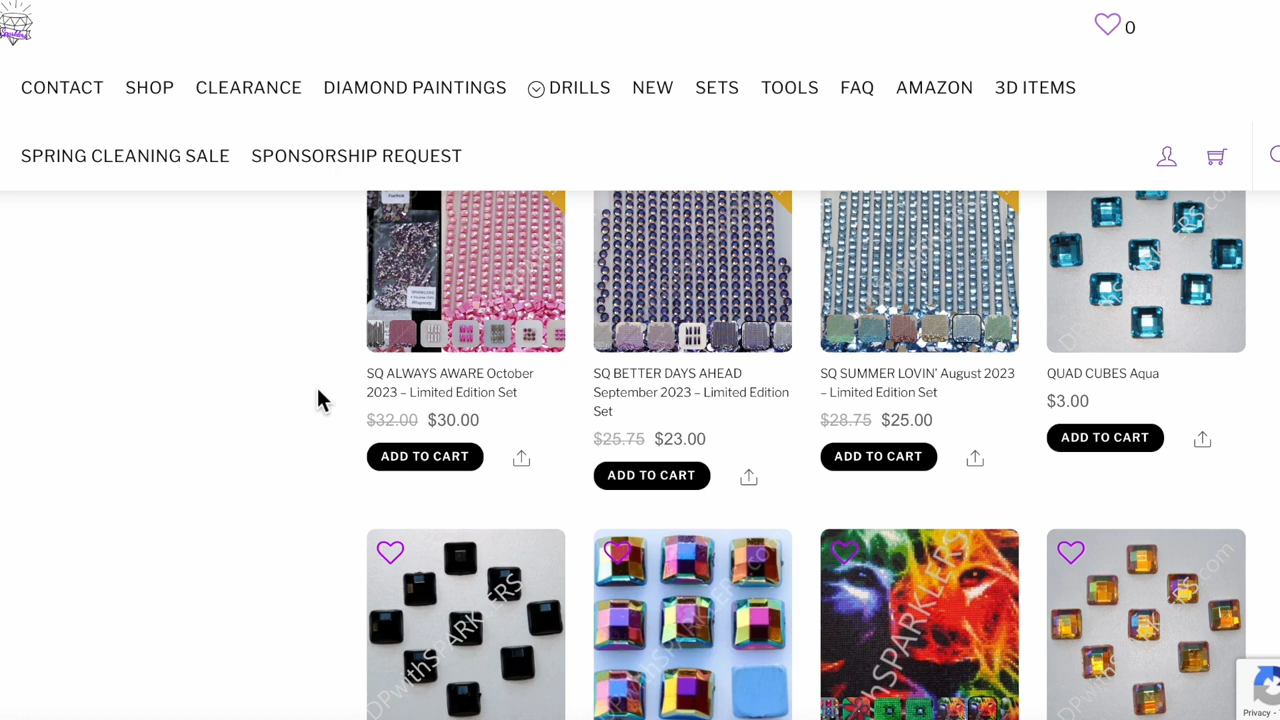 0
CONTACT SHOP CLEARANCE DIAMOND PAINTINGS DRILLS NEW SETS TOOLS FAQ AMAZON 3D ITEMS
SPRING CLEANING SALE SPONSORSHIP REQUEST
SQ ALWAYS AWARE October
2023 – Limited Edition Set
$32.00 $30.00
ADD TO CART
SQ BETTER DAYS AHEAD
September 2023 – Limited Edition
Set
$25.75 $23.00
ADD TO CART
SQ SUMMER LOVIN' August 2023
– Limited Edition Set
$28.75 $25.00
ADD TO CART
QUAD CUBES Aqua
$3.00
ADD TO CART
DPwithSPARKLERS
DPwithSPARKLERS.com
Privacy -